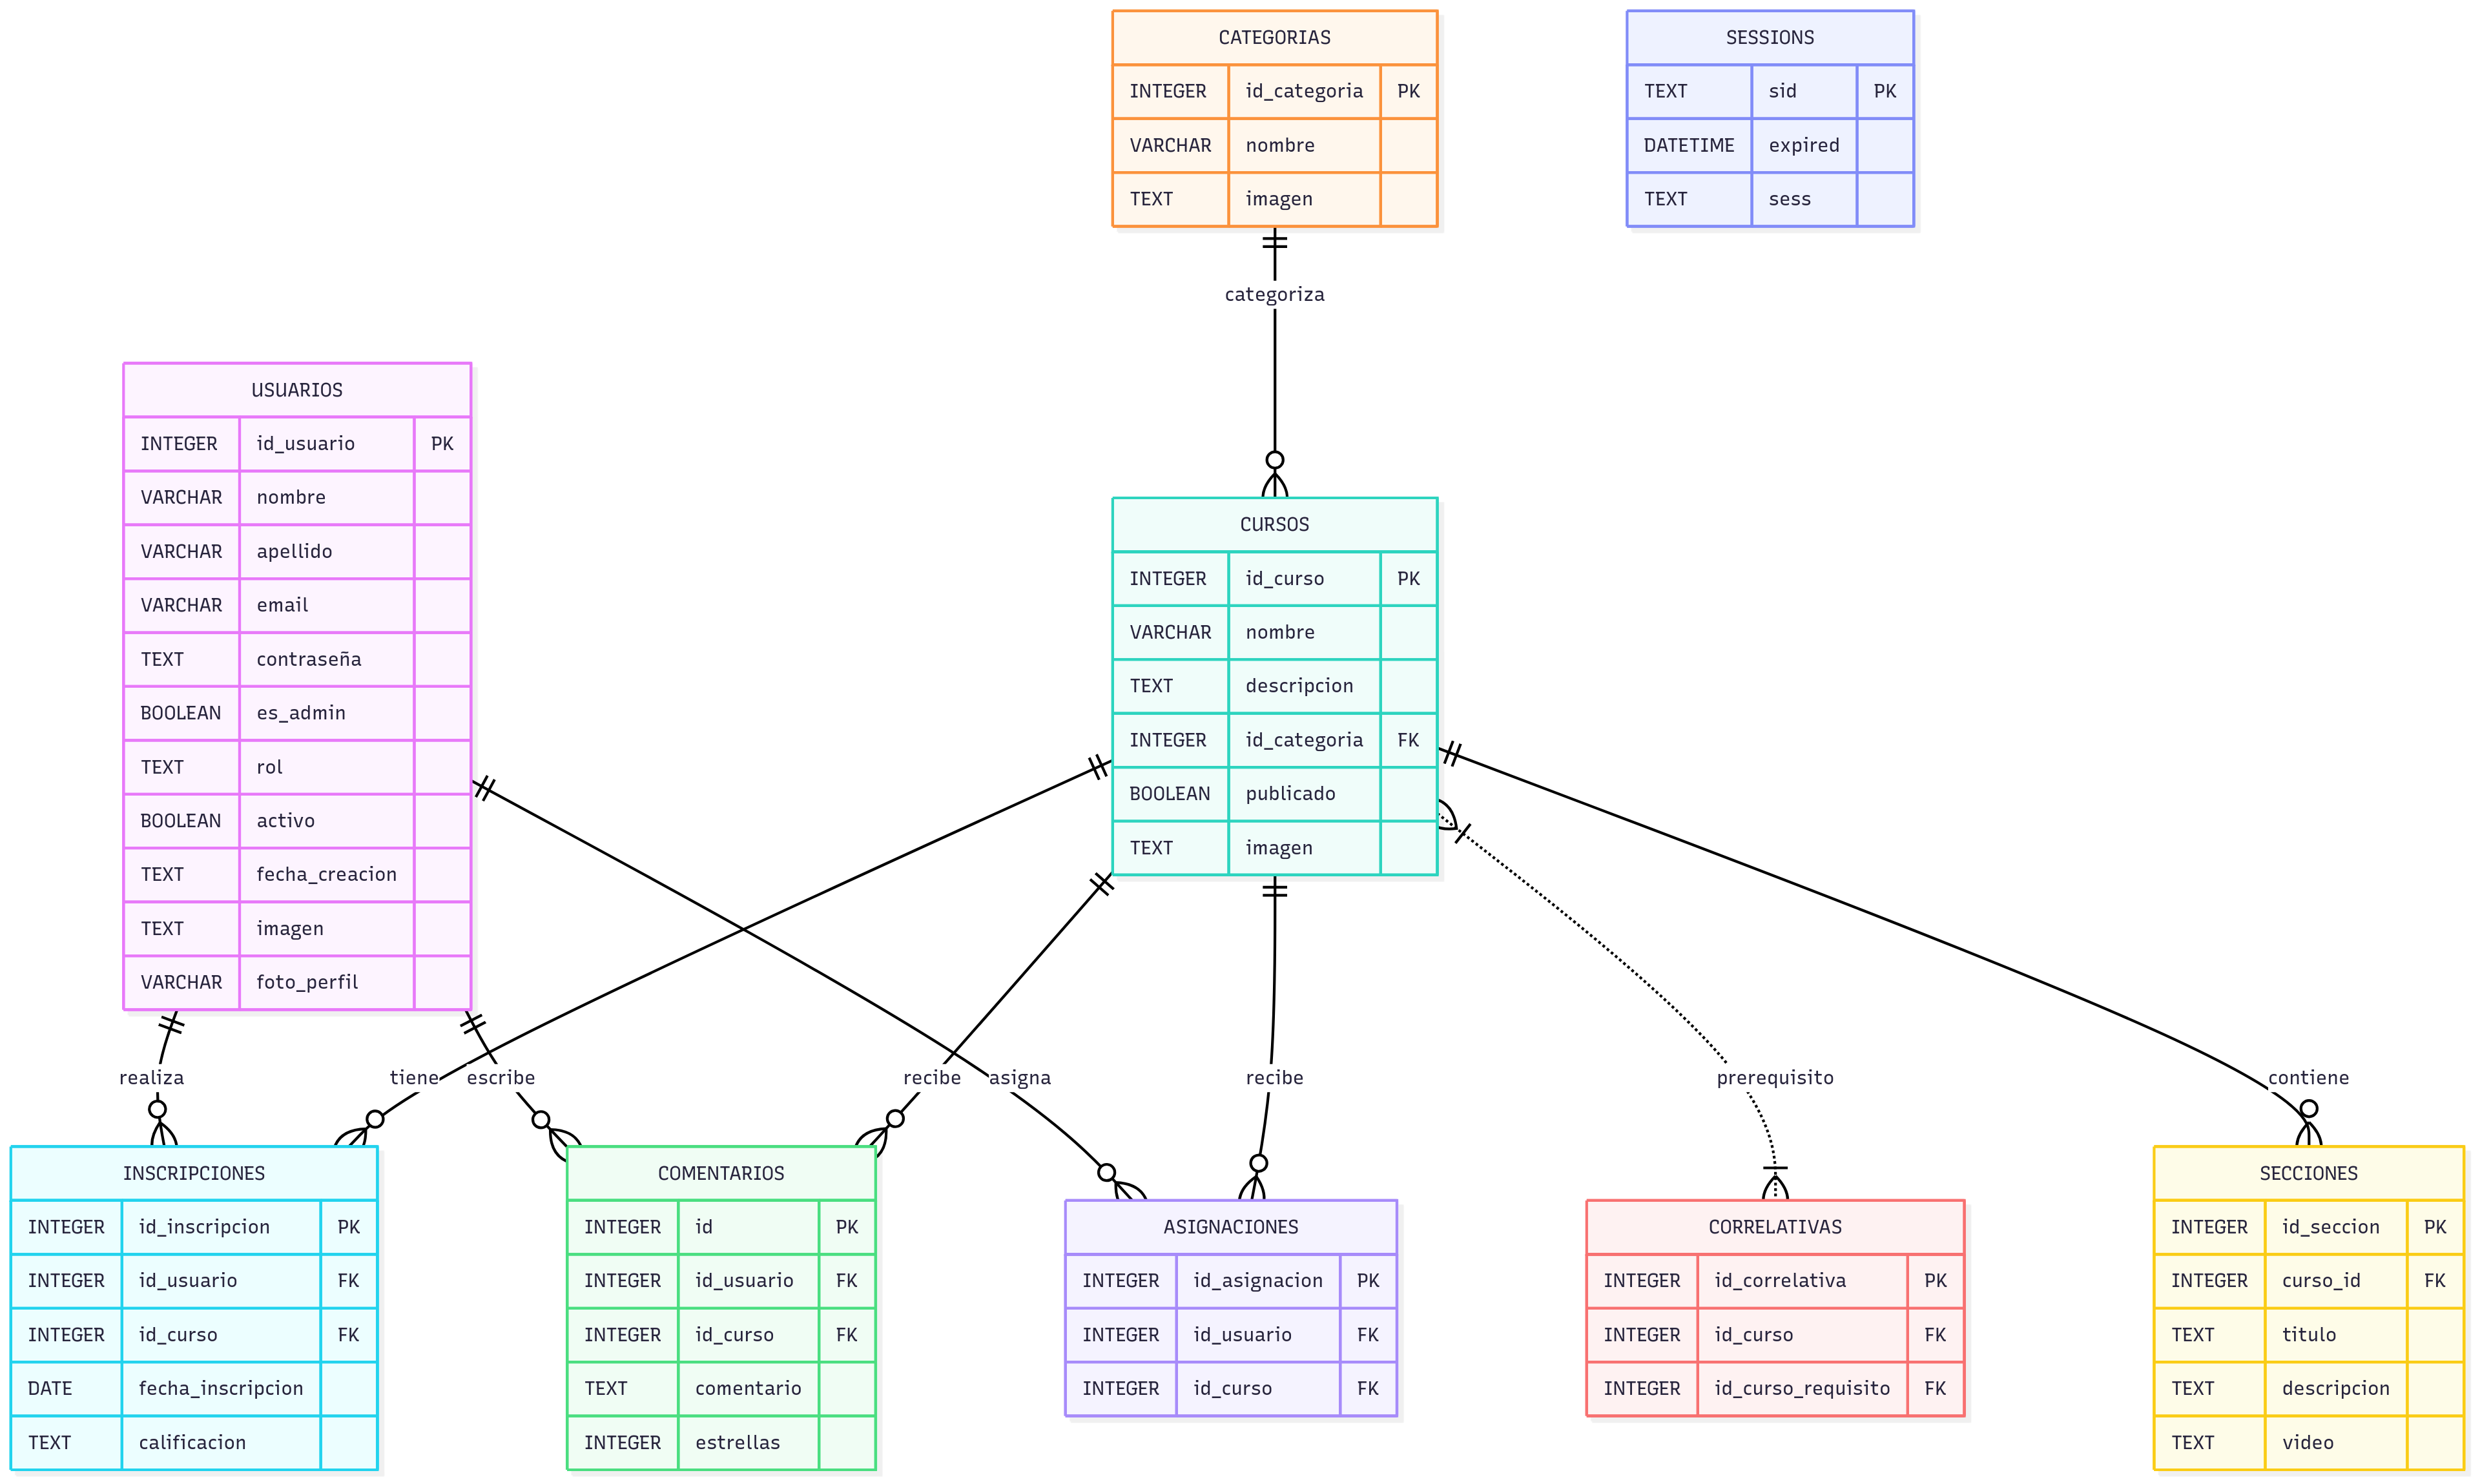 CATEGORIAS
INTEGER id_categoria PK
VARCHAR nombre
TEXT imagen
SESSIONS
TEXT sid PK
DATETIME expired
TEXT sess
categoriza
USUARIOS
INTEGER id_usuario PK
VARCHAR nombre
VARCHAR apellido
VARCHAR email
TEXT contraseña
BOOLEAN es_admin
TEXT rol
BOOLEAN activo
TEXT fecha_creacion
TEXT imagen
VARCHAR foto_perfil
CURSOS
INTEGER id_curso PK
VARCHAR nombre
TEXT descripcion
INTEGER id_categoria FK
BOOLEAN publicado
TEXT imagen
realiza
tiene
escribe
recibe
asigna
recibe
prerequisito
contiene
INSCRIPCIONES
INTEGER id_inscripcion PK
INTEGER id_usuario FK
INTEGER id_curso FK
DATE fecha_inscripcion
TEXT calificacion
COMENTARIOS
INTEGER id PK
INTEGER id_usuario FK
INTEGER id_curso FK
TEXT comentario
INTEGER estrellas
ASIGNACIONES
INTEGER id_asignacion PK
INTEGER id_usuario FK
INTEGER id_curso FK
CORRELATIVAS
INTEGER id_correlativa PK
INTEGER id_curso FK
INTEGER id_curso_requisito FK
SECCIONES
INTEGER id_seccion PK
INTEGER curso_id FK
TEXT titulo
TEXT descripcion
TEXT video